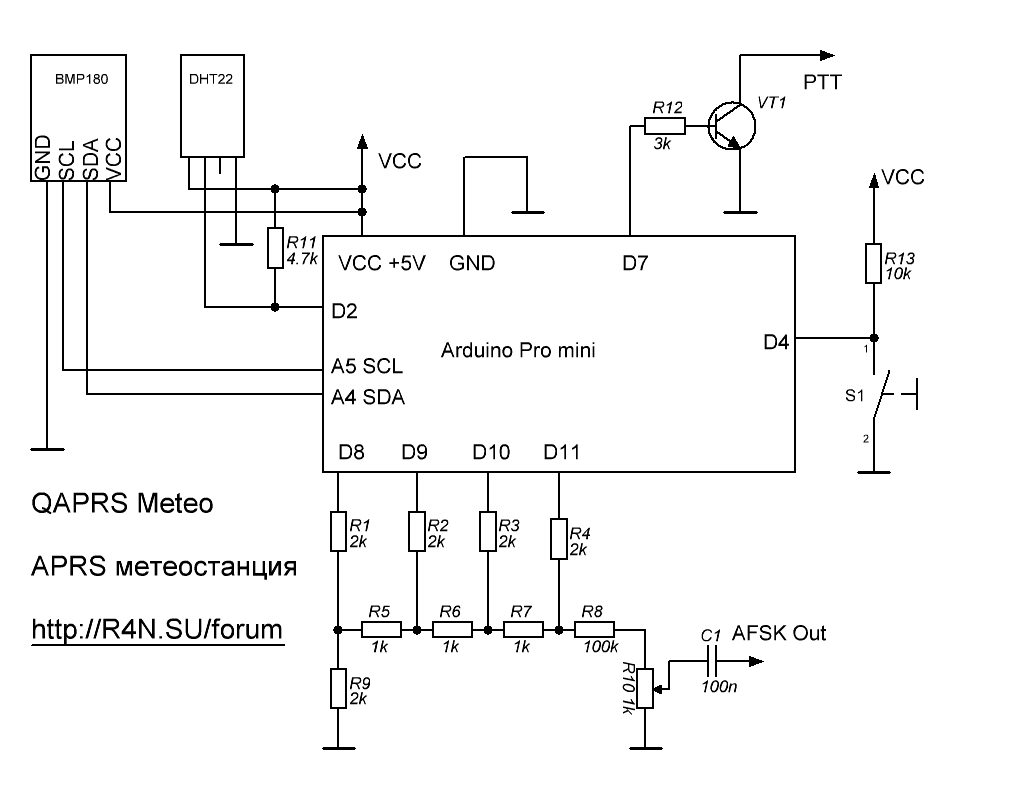 BMP180
GND
SCL
SDA
VCC
DHT22
VCC
R11
4.7k
R12
3k
VT1
PTT
VCC
R13
10k
VCC +5V
GND
D7
D2
A5 SCL
A4 SDA
Arduino Pro mini
D4
1
S1
2
D8
D9
D10
D11
R1
2k
R2
2k
R3
2k
R4
2k
R5
1k
R6
1k
R7
1k
R8
100k
R9
2k
R10 1k
C1
100n
AFSK Out
QAPRS Meteo
APRS метеостанция
http://R4N.SU/forum